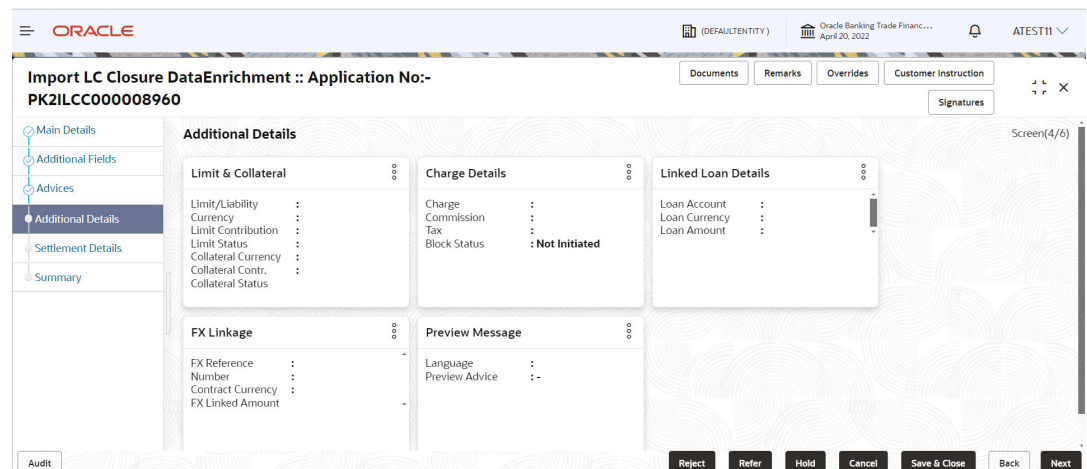 ORACLE
(DEFAULTENTITY)
Oracle Banking Trade Financ...
April 20, 2022
ATEST11
Import LC Closure DataEnrichment :: Application No:-
PK2ILCC000008960
Documents
Remarks
Overrides
Customer Instruction
Signatures
Main Details
Additional Fields
Advices
Additional Details
Settlement Details
Summary
Additional Details
Screen(4/6)
Limit & Collateral
Limit/Liability :
Currency :
Limit Contribution :
Limit Status :
Collateral Currency :
Collateral Contr. :
Collateral Status
Charge Details
Charge :
Commission :
Tax :
Block Status : Not Initiated
Linked Loan Details
Loan Account :
Loan Currency :
Loan Amount :
FX Linkage
FX Reference :
Number :
Contract Currency :
FX Linked Amount
Preview Message
Language :
Preview Advice : -
Audit
Reject
Refer
Hold
Cancel
Save & Close
Back
Next